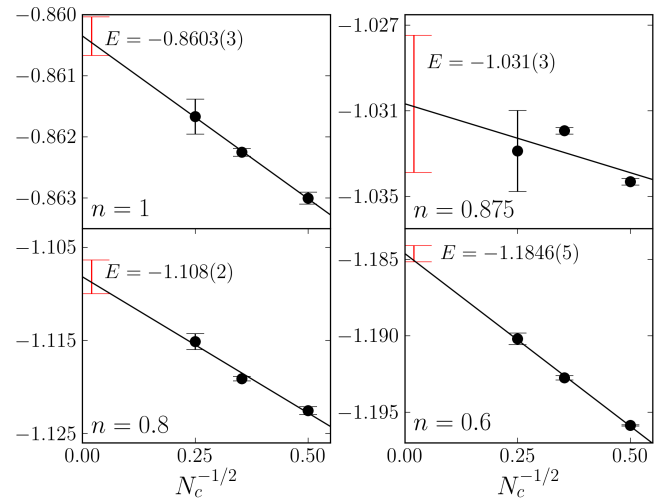 −0.860
−0.861
−0.862
−0.863
E = −0.8603(3)
n = 1
−1.027
−1.031
−1.035
E = −1.031(3)
n = 0.875
−1.105
−1.115
−1.125
E = −1.108(2)
n = 0.8
0.00 0.25 0.50
N_c^{−1/2}
−1.185
−1.190
−1.195
E = −1.1846(5)
n = 0.6
0.00 0.25 0.50
N_c^{−1/2}